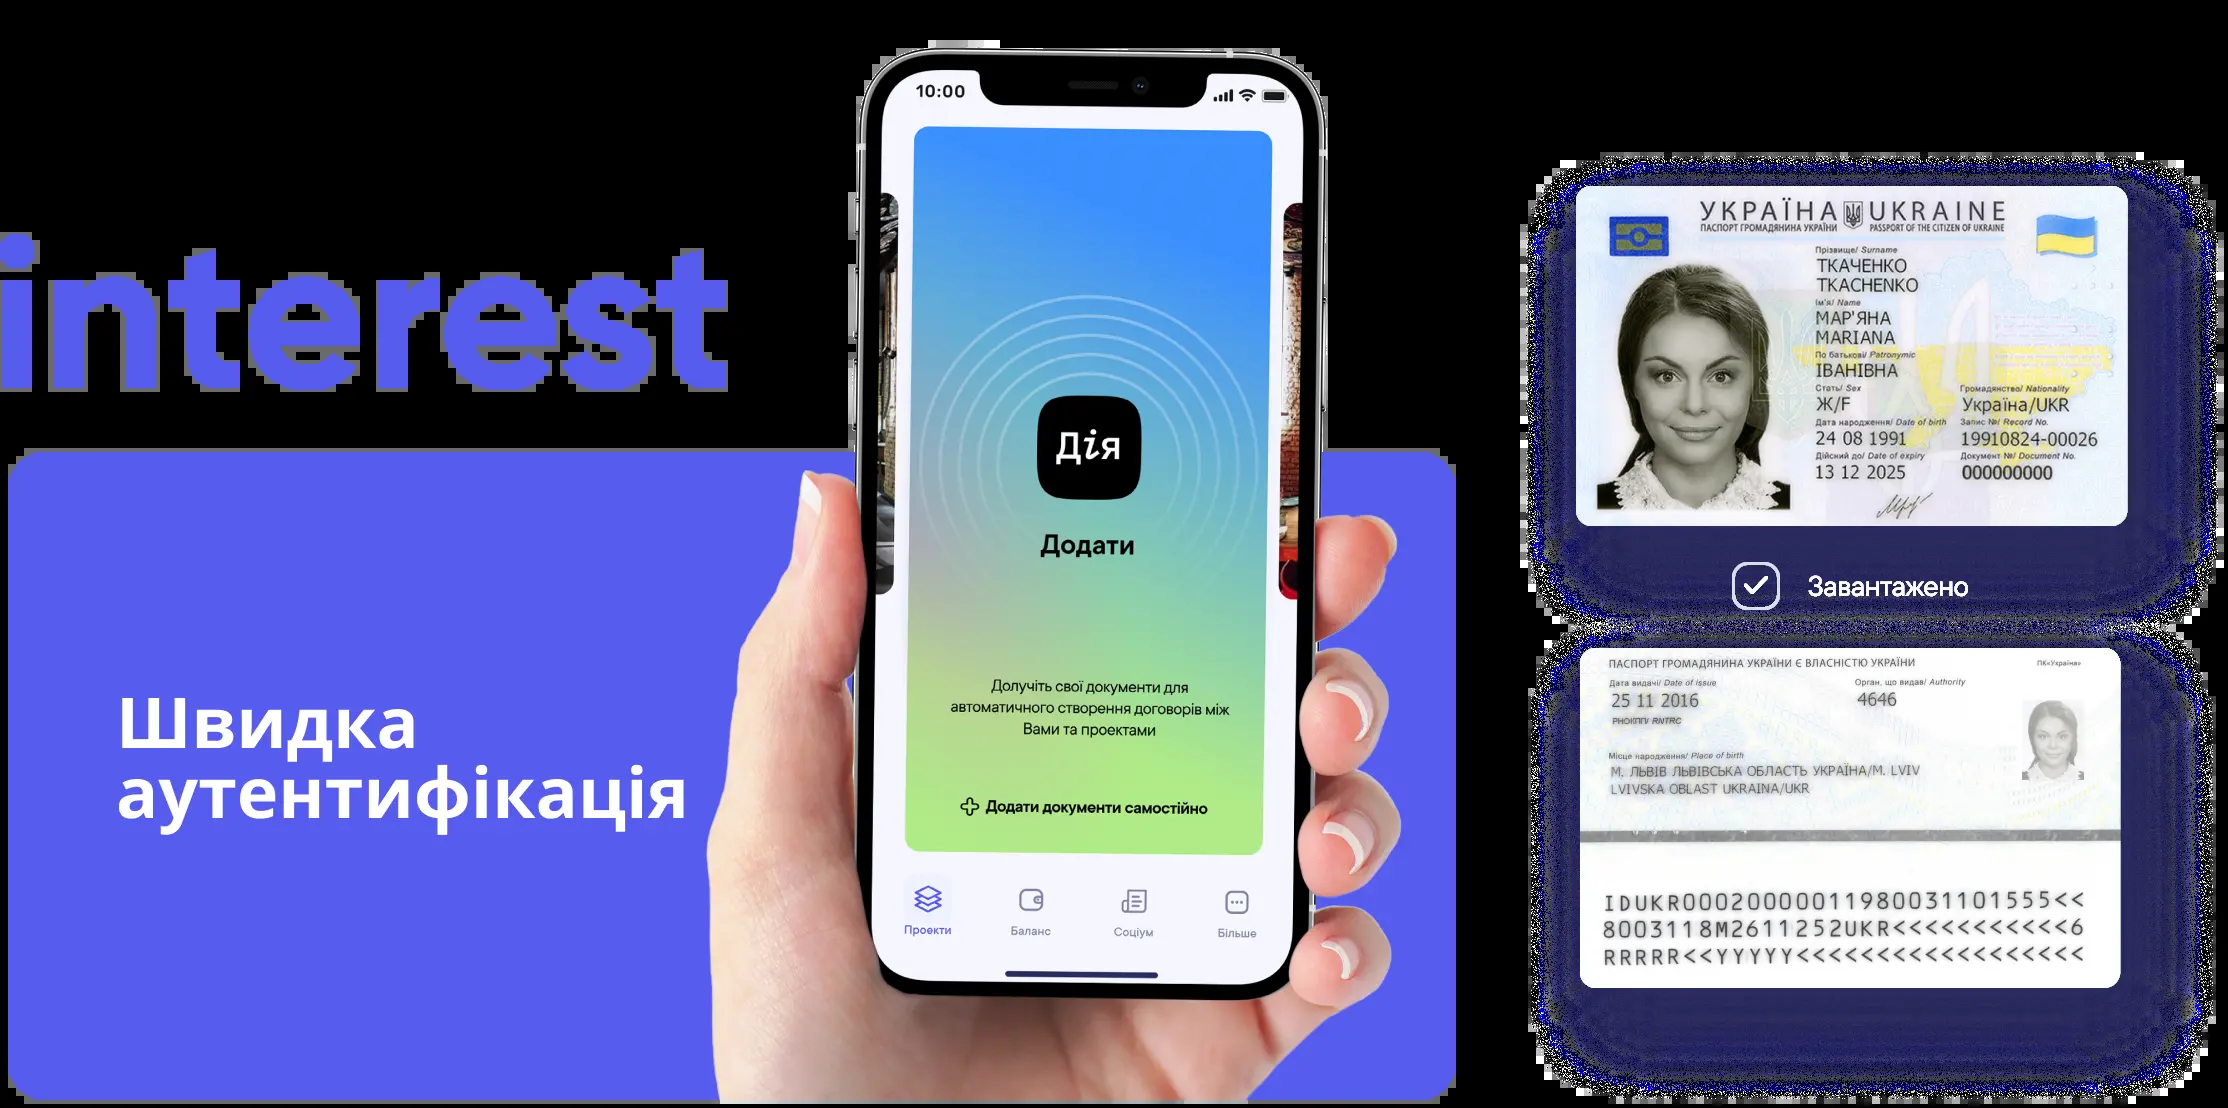 interest
Швидка
аутентифікація
10:00
Дія
Додати
Долучіть свої документи для
автоматичного створення договорів між
Вами та проектами
Додати документи самостійно
Проекти
Баланс
Соціум
Більше
УКРАЇНА UKRAINE
ПАСПОРТ ГРОМАДЯНИНА УКРАЇНИ PASSPORT OF THE CITIZEN OF UKRAINE
Прізвище/ Surname
ТКАЧЕНКО
TKACHENKO
Ім'я/ Name
МАР'ЯНА
MARIANA
По батькові/ Patronymic
ІВАНІВНА
Стать/ Sex
Ж/F
Громадянство/ Nationality
Україна/UKR
Дата народження/ Date of birth
24 08 1991
Запис №/ Record No.
19910824-00026
Дійсний до/ Date of expiry
13 12 2025
Документ №/ Document No.
000000000
Завантажено
ПАСПОРТ ГРОМАДЯНИНА УКРАЇНИ Є ВЛАСНІСТЮ УКРАЇНИ
ПК«Україна»
Дата видачі/ Date of issue
25 11 2016
Орган, що видав/ Authority
4646
РНОКПП/ RNTRC
Місце народження/ Place of birth
М. ЛЬВІВ ЛЬВІВСЬКА ОБЛАСТЬ УКРАЇНА/M. LVIV
LVIVSKA OBLAST UKRAINA/UKR
IDUKR0002000001198003110​1555<<
8003118M2611252UKR<<<<<<<<<<<6
RRRRR<<YYYYY<<<<<<<<<<<<<<<<<<